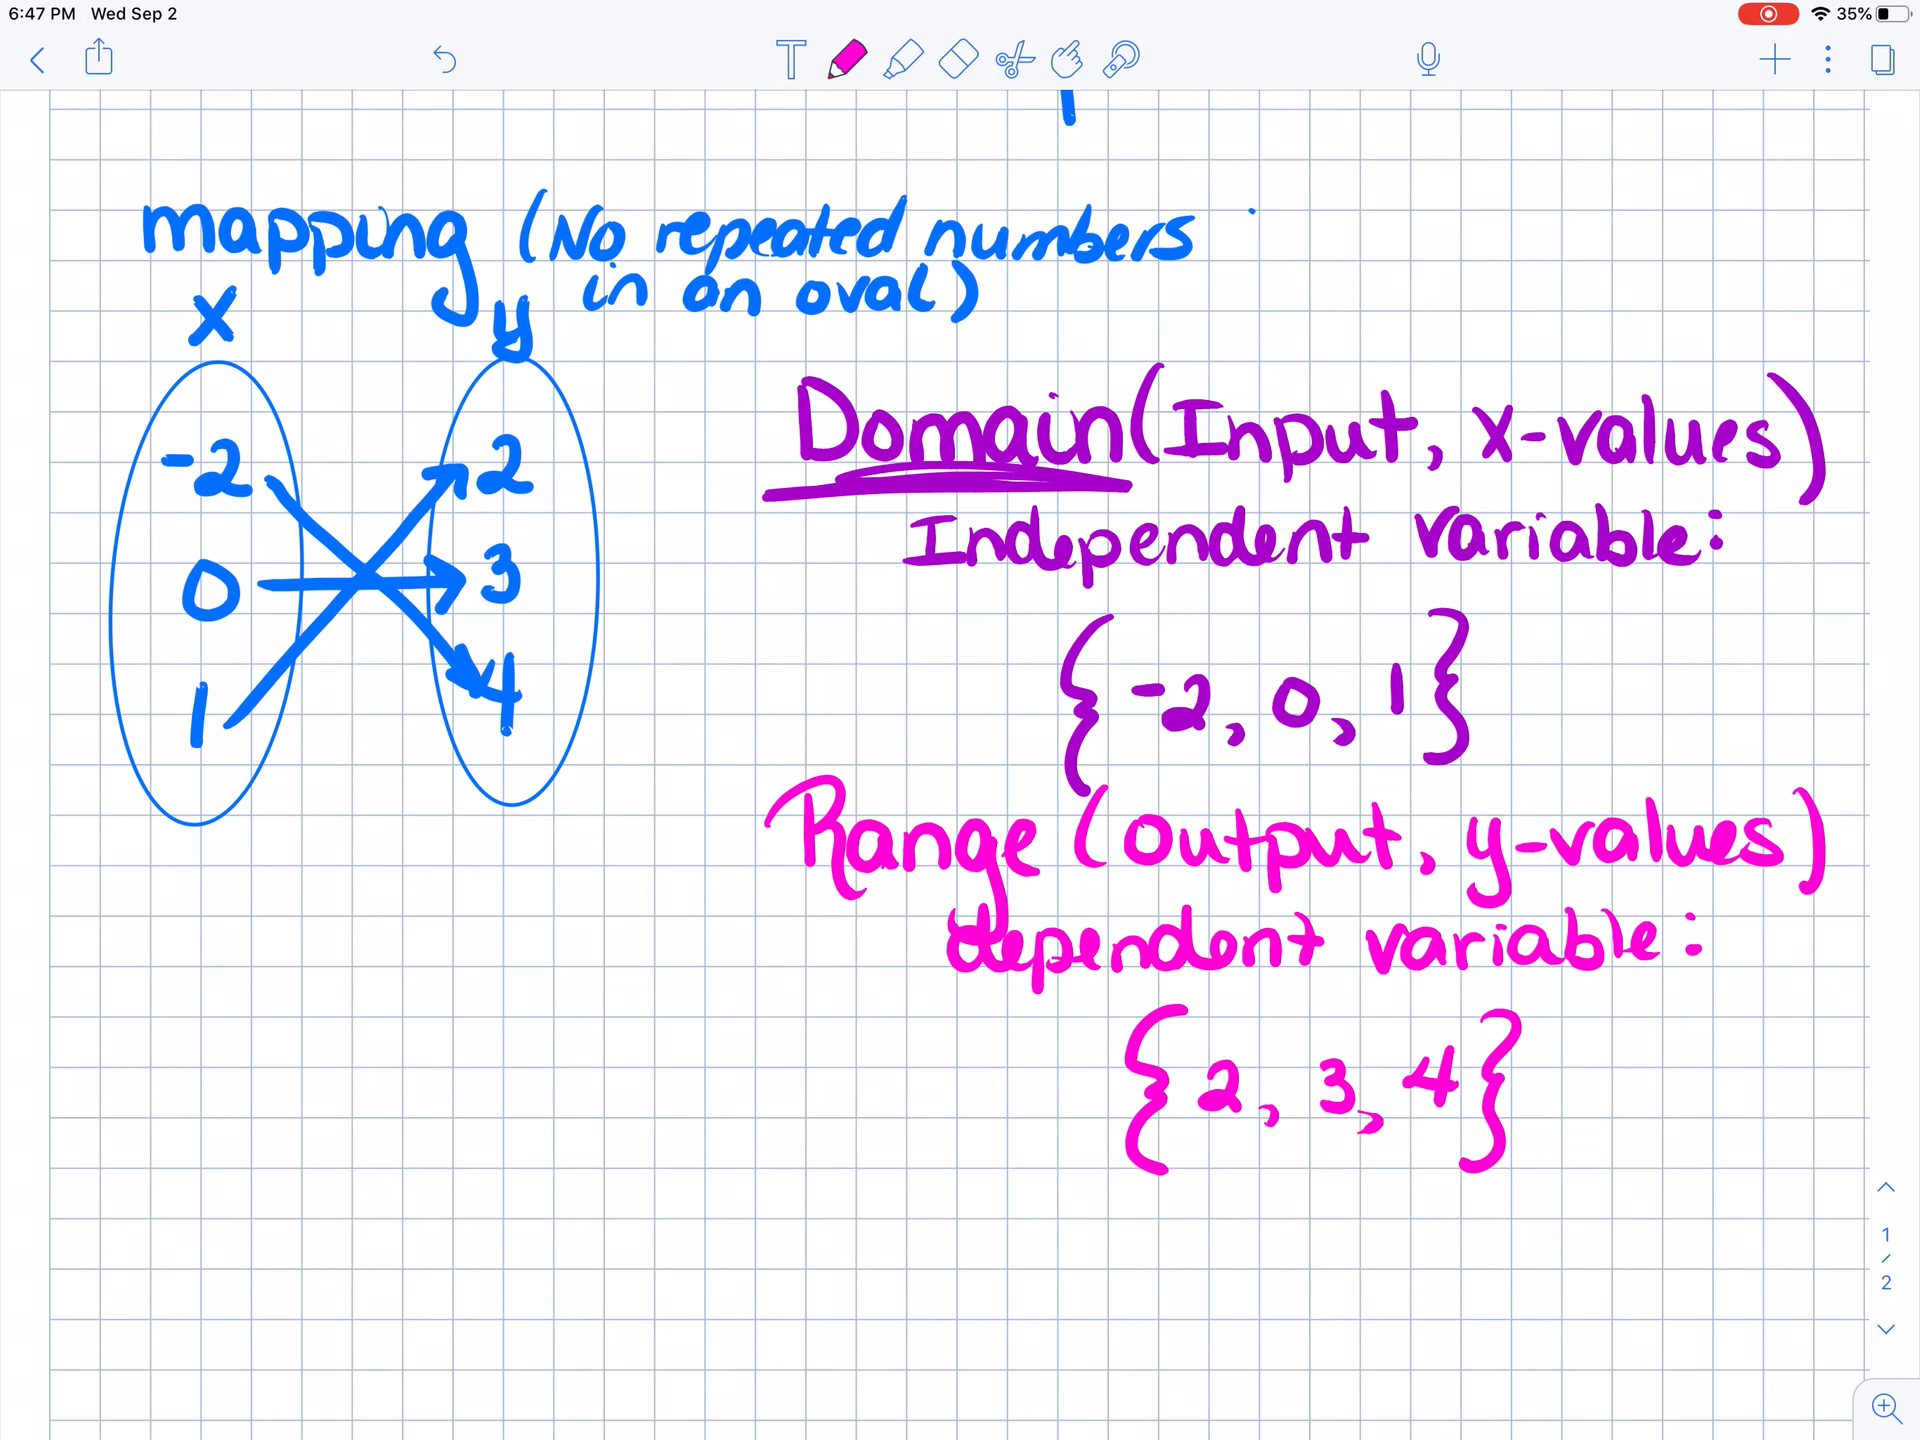 6:47 PM Wed Sep 2
35%
T
mapping (No repeated numbers
in an oval)
x y
-2 2
0 3
1 4
Domain (Input, x-values)
Independent variable:
{-2, 0, 1}
Range (output, y-values)
dependent variable:
{2, 3, 4}
1
/
2